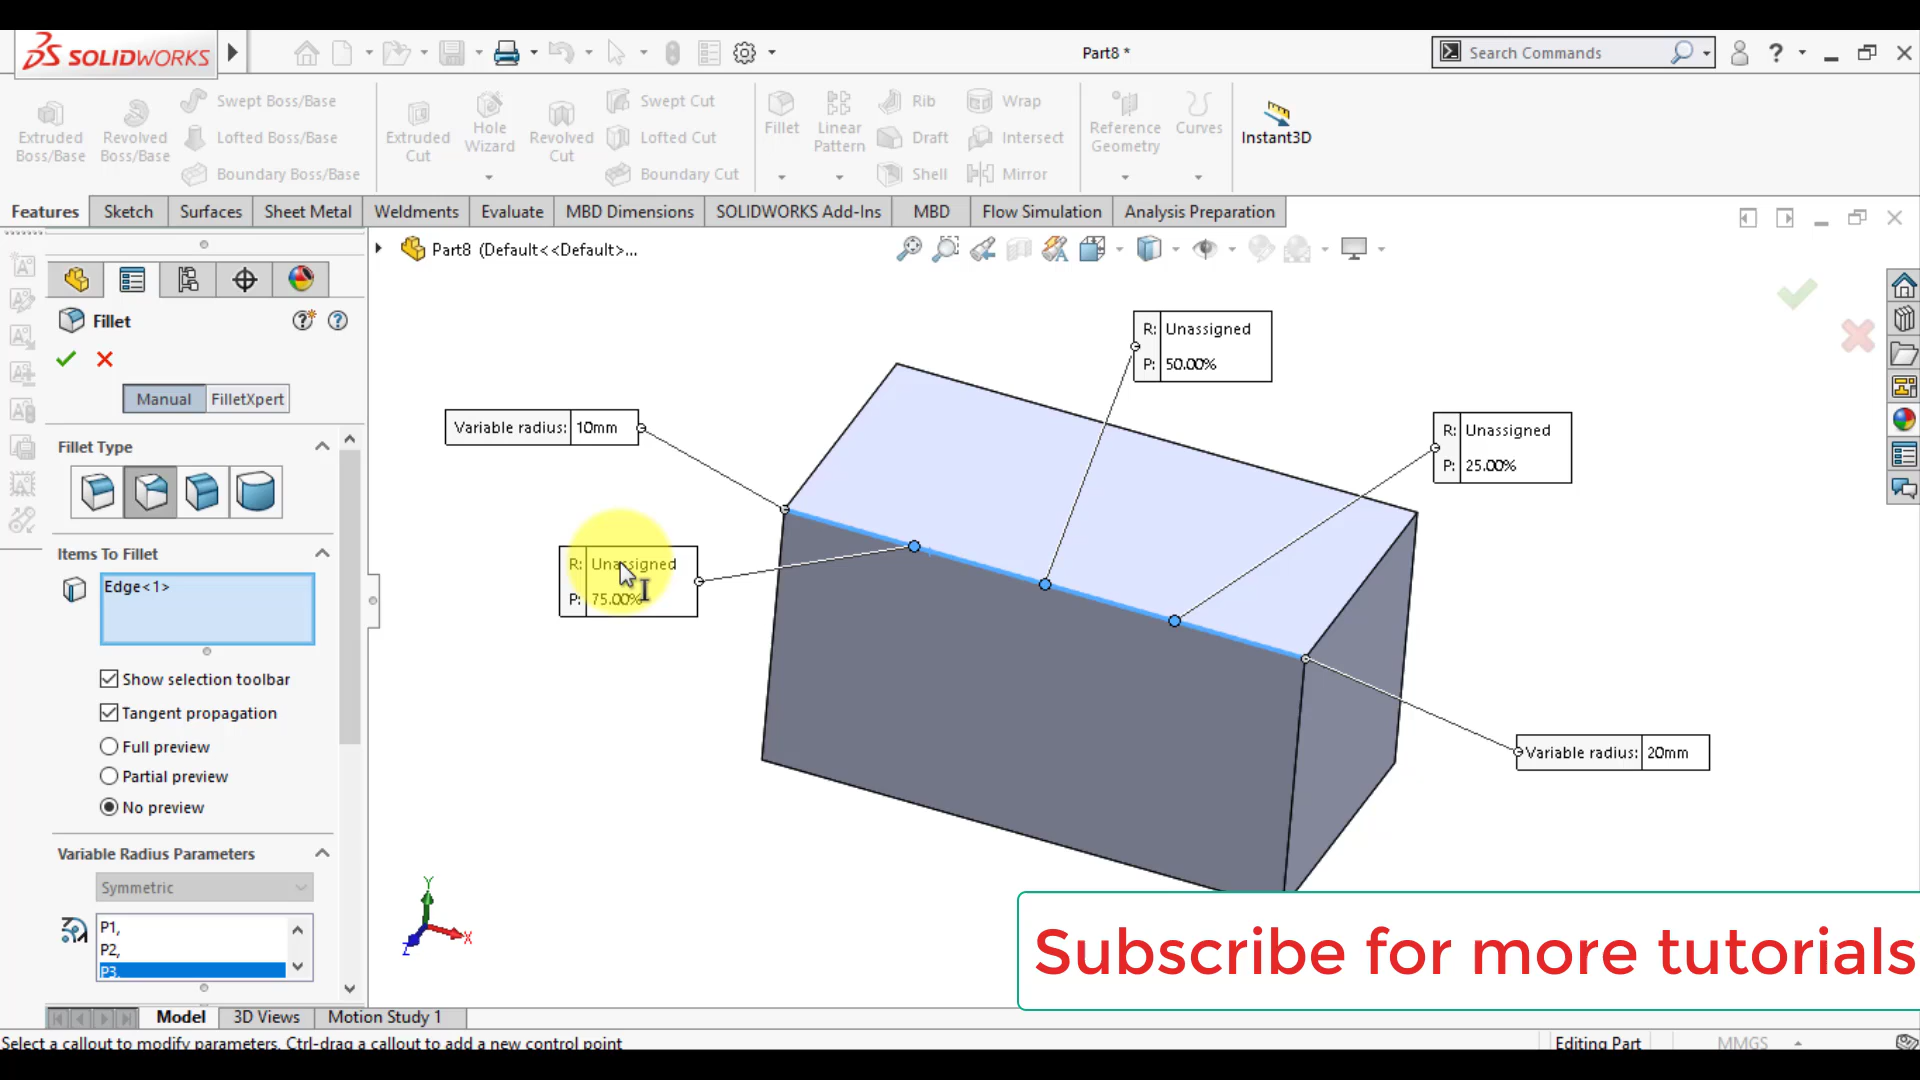 SOLIDWORKS
Part8 *
Search Commands
?
Extruded
Boss/Base
Revolved
Boss/Base
Swept Boss/Base
Lofted Boss/Base
Boundary Boss/Base
Extruded
Cut
Hole
Wizard
Revolved
Cut
Swept Cut
Lofted Cut
Boundary Cut
Fillet
Linear
Pattern
Rib
Draft
Shell
Wrap
Intersect
Mirror
Reference
Geometry
Curves
Instant3D
Features
Sketch
Surfaces
Sheet Metal
Weldments
Evaluate
MBD Dimensions
SOLIDWORKS Add-Ins
MBD
Flow Simulation
Analysis Preparation
Part8 (Default<<Default>...
Fillet
Manual
FilletXpert
Fillet Type
Items To Fillet
Edge<1>
Show selection toolbar
Tangent propagation
Full preview
Partial preview
No preview
Variable Radius Parameters
Symmetric
P1,
P2,
P3,
R: Unassigned
P: 50.00%
Variable radius: 10mm
R: Unassigned
P: 25.00%
R: Unassigned
P: 75.00%
Variable radius: 20mm
Y
X
Z
Subscribe for more tutorials
Model
3D Views
Motion Study 1
Select a callout to modify parameters. Ctrl-drag a callout to add a new control point
Editing Part
MMGS